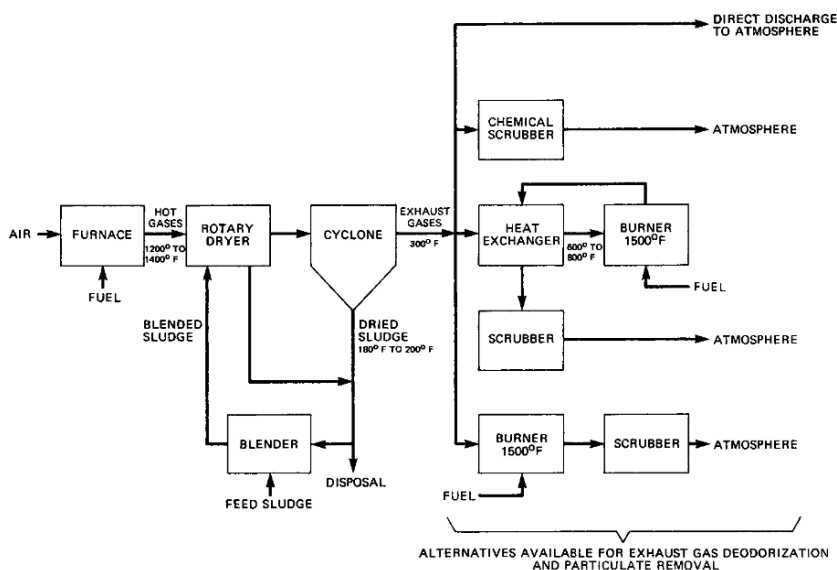 DIRECT DISCHARGE
TO ATMOSPHERE
CHEMICAL
SCRUBBER
ATMOSPHERE
AIR
FURNACE
HOT
GASES
1200° TO
1400° F
ROTARY
DRYER
CYCLONE
EXHAUST
GASES
300° F
HEAT
EXCHANGER
600° TO
800° F
BURNER
1500°F
FUEL
FUEL
BLENDED
SLUDGE
DRIED
SLUDGE
180° F TO 200° F
SCRUBBER
ATMOSPHERE
BLENDER
DISPOSAL
FEED SLUDGE
BURNER
1500°F
SCRUBBER
ATMOSPHERE
FUEL
ALTERNATIVES AVAILABLE FOR EXHAUST GAS DEODORIZATION
AND PARTICULATE REMOVAL